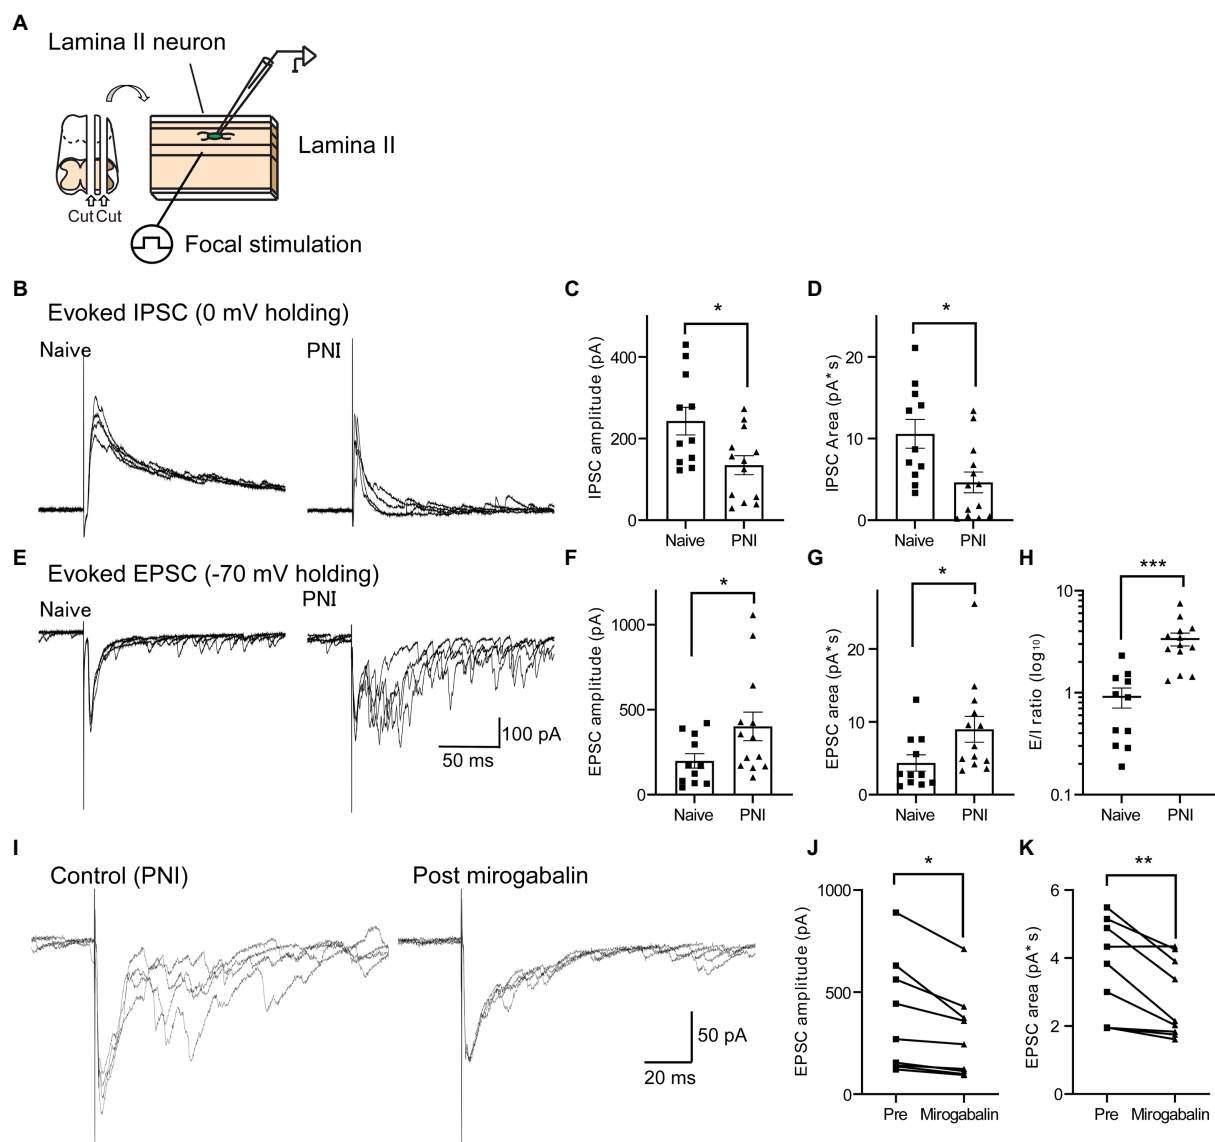 A
Lamina II neuron
Lamina II
Cut Cut
Focal stimulation
B
Evoked IPSC (0 mV holding)
Naive
PNI
C
*
IPSC amplitude (pA)
400
200
0
Naive
PNI
D
*
IPSC Area (pA* s)
20
10
0
Naive
PNI
E
Evoked EPSC (-70 mV holding)
Naive
PNI
100 pA
50 ms
F
*
EPSC amplitude (pA)
1000
500
0
Naive
PNI
G
*
EPSC area (pA* s)
20
10
0
Naive
PNI
H
***
E/I ratio (log10)
10
1
0.1
Naive
PNI
I
Control (PNI)
Post mirogabalin
50 pA
20 ms
J
*
EPSC amplitude (pA)
1000
500
0
Pre
Mirogabalin
K
**
EPSC area (pA* s)
6
4
2
0
Pre
Mirogabalin